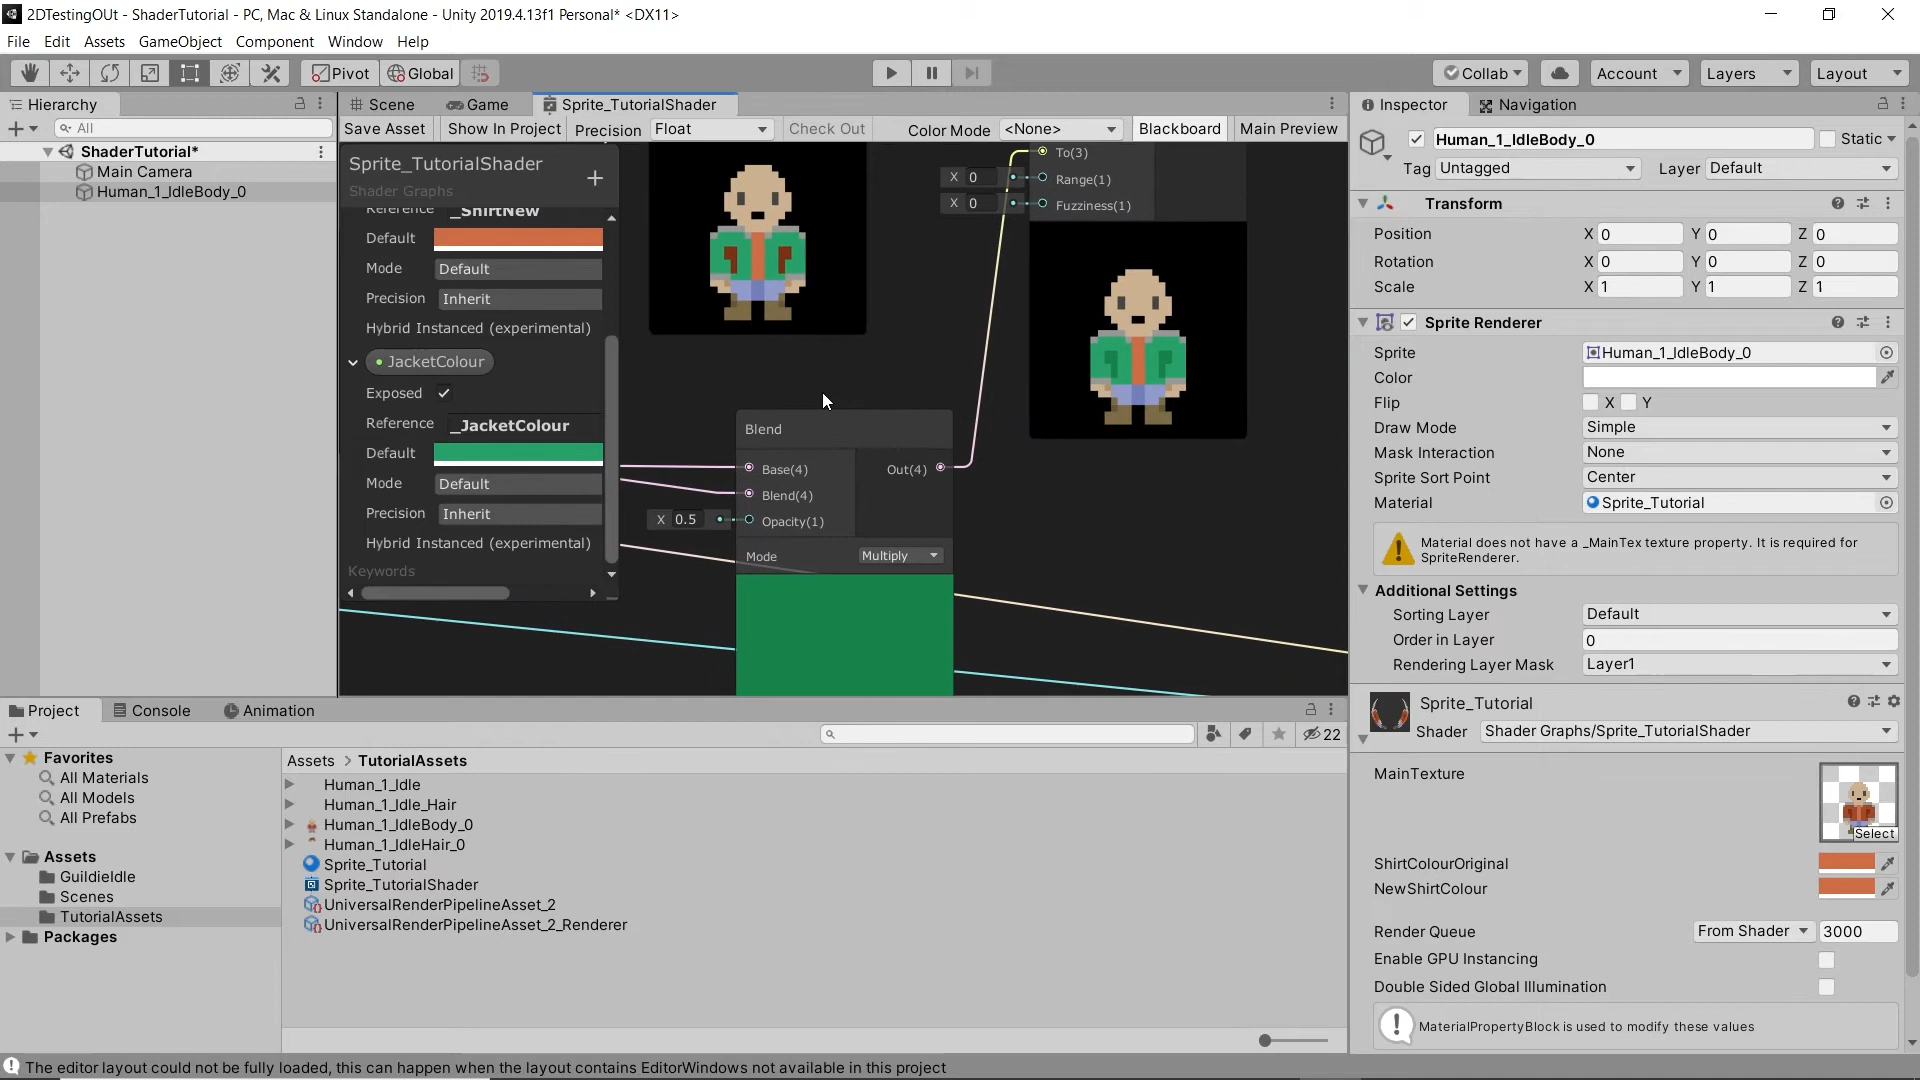 2DTestingOUt - ShaderTutorial - PC, Mac & Linux Standalone - Unity 2019.4.13f1 Personal* <DX11>
File Edit Assets GameObject Component Window Help
Pivot Global Collab Account Layers Layout
Hierarchy
All
ShaderTutorial*
Main Camera
Human_1_IdleBody_0
Scene Game Sprite_TutorialShader
Save Asset Show In Project Precision Float Check Out Color Mode <None> Blackboard Main Preview
Sprite_TutorialShader
Shader Graphs
Reference _ShirtNew
Default
Mode Default
Precision Inherit
Hybrid Instanced (experimental)
JacketColour
Exposed
Reference _JacketColour
Default
Mode Default
Precision Inherit
Hybrid Instanced (experimental)
Keywords
To(3)
X 0 Range(1)
X 0 Fuzziness(1)
Blend
Base(4) Out(4)
Blend(4)
X 0.5 Opacity(1)
Mode Multiply
Inspector Navigation
Human_1_IdleBody_0 Static
Tag Untagged Layer Default
Transform
Position X 0 Y 0 Z 0
Rotation X 0 Y 0 Z 0
Scale X 1 Y 1 Z 1
Sprite Renderer
Sprite Human_1_IdleBody_0
Color
Flip X Y
Draw Mode Simple
Mask Interaction None
Sprite Sort Point Center
Material Sprite_Tutorial
Material does not have a _MainTex texture property. It is required for
SpriteRenderer.
Additional Settings
Sorting Layer Default
Order in Layer 0
Rendering Layer Mask Layer1
Sprite_Tutorial
Shader Shader Graphs/Sprite_TutorialShader
MainTexture
Select
ShirtColourOriginal
NewShirtColour
Render Queue From Shader 3000
Enable GPU Instancing
Double Sided Global Illumination
MaterialPropertyBlock is used to modify these values
Project Console Animation
22
Favorites
All Materials
All Models
All Prefabs
Assets
GuildieIdle
Scenes
TutorialAssets
Packages
Assets > TutorialAssets
Human_1_Idle
Human_1_Idle_Hair
Human_1_IdleBody_0
Human_1_IdleHair_0
Sprite_Tutorial
Sprite_TutorialShader
UniversalRenderPipelineAsset_2
UniversalRenderPipelineAsset_2_Renderer
The editor layout could not be fully loaded, this can happen when the layout contains EditorWindows not available in this project